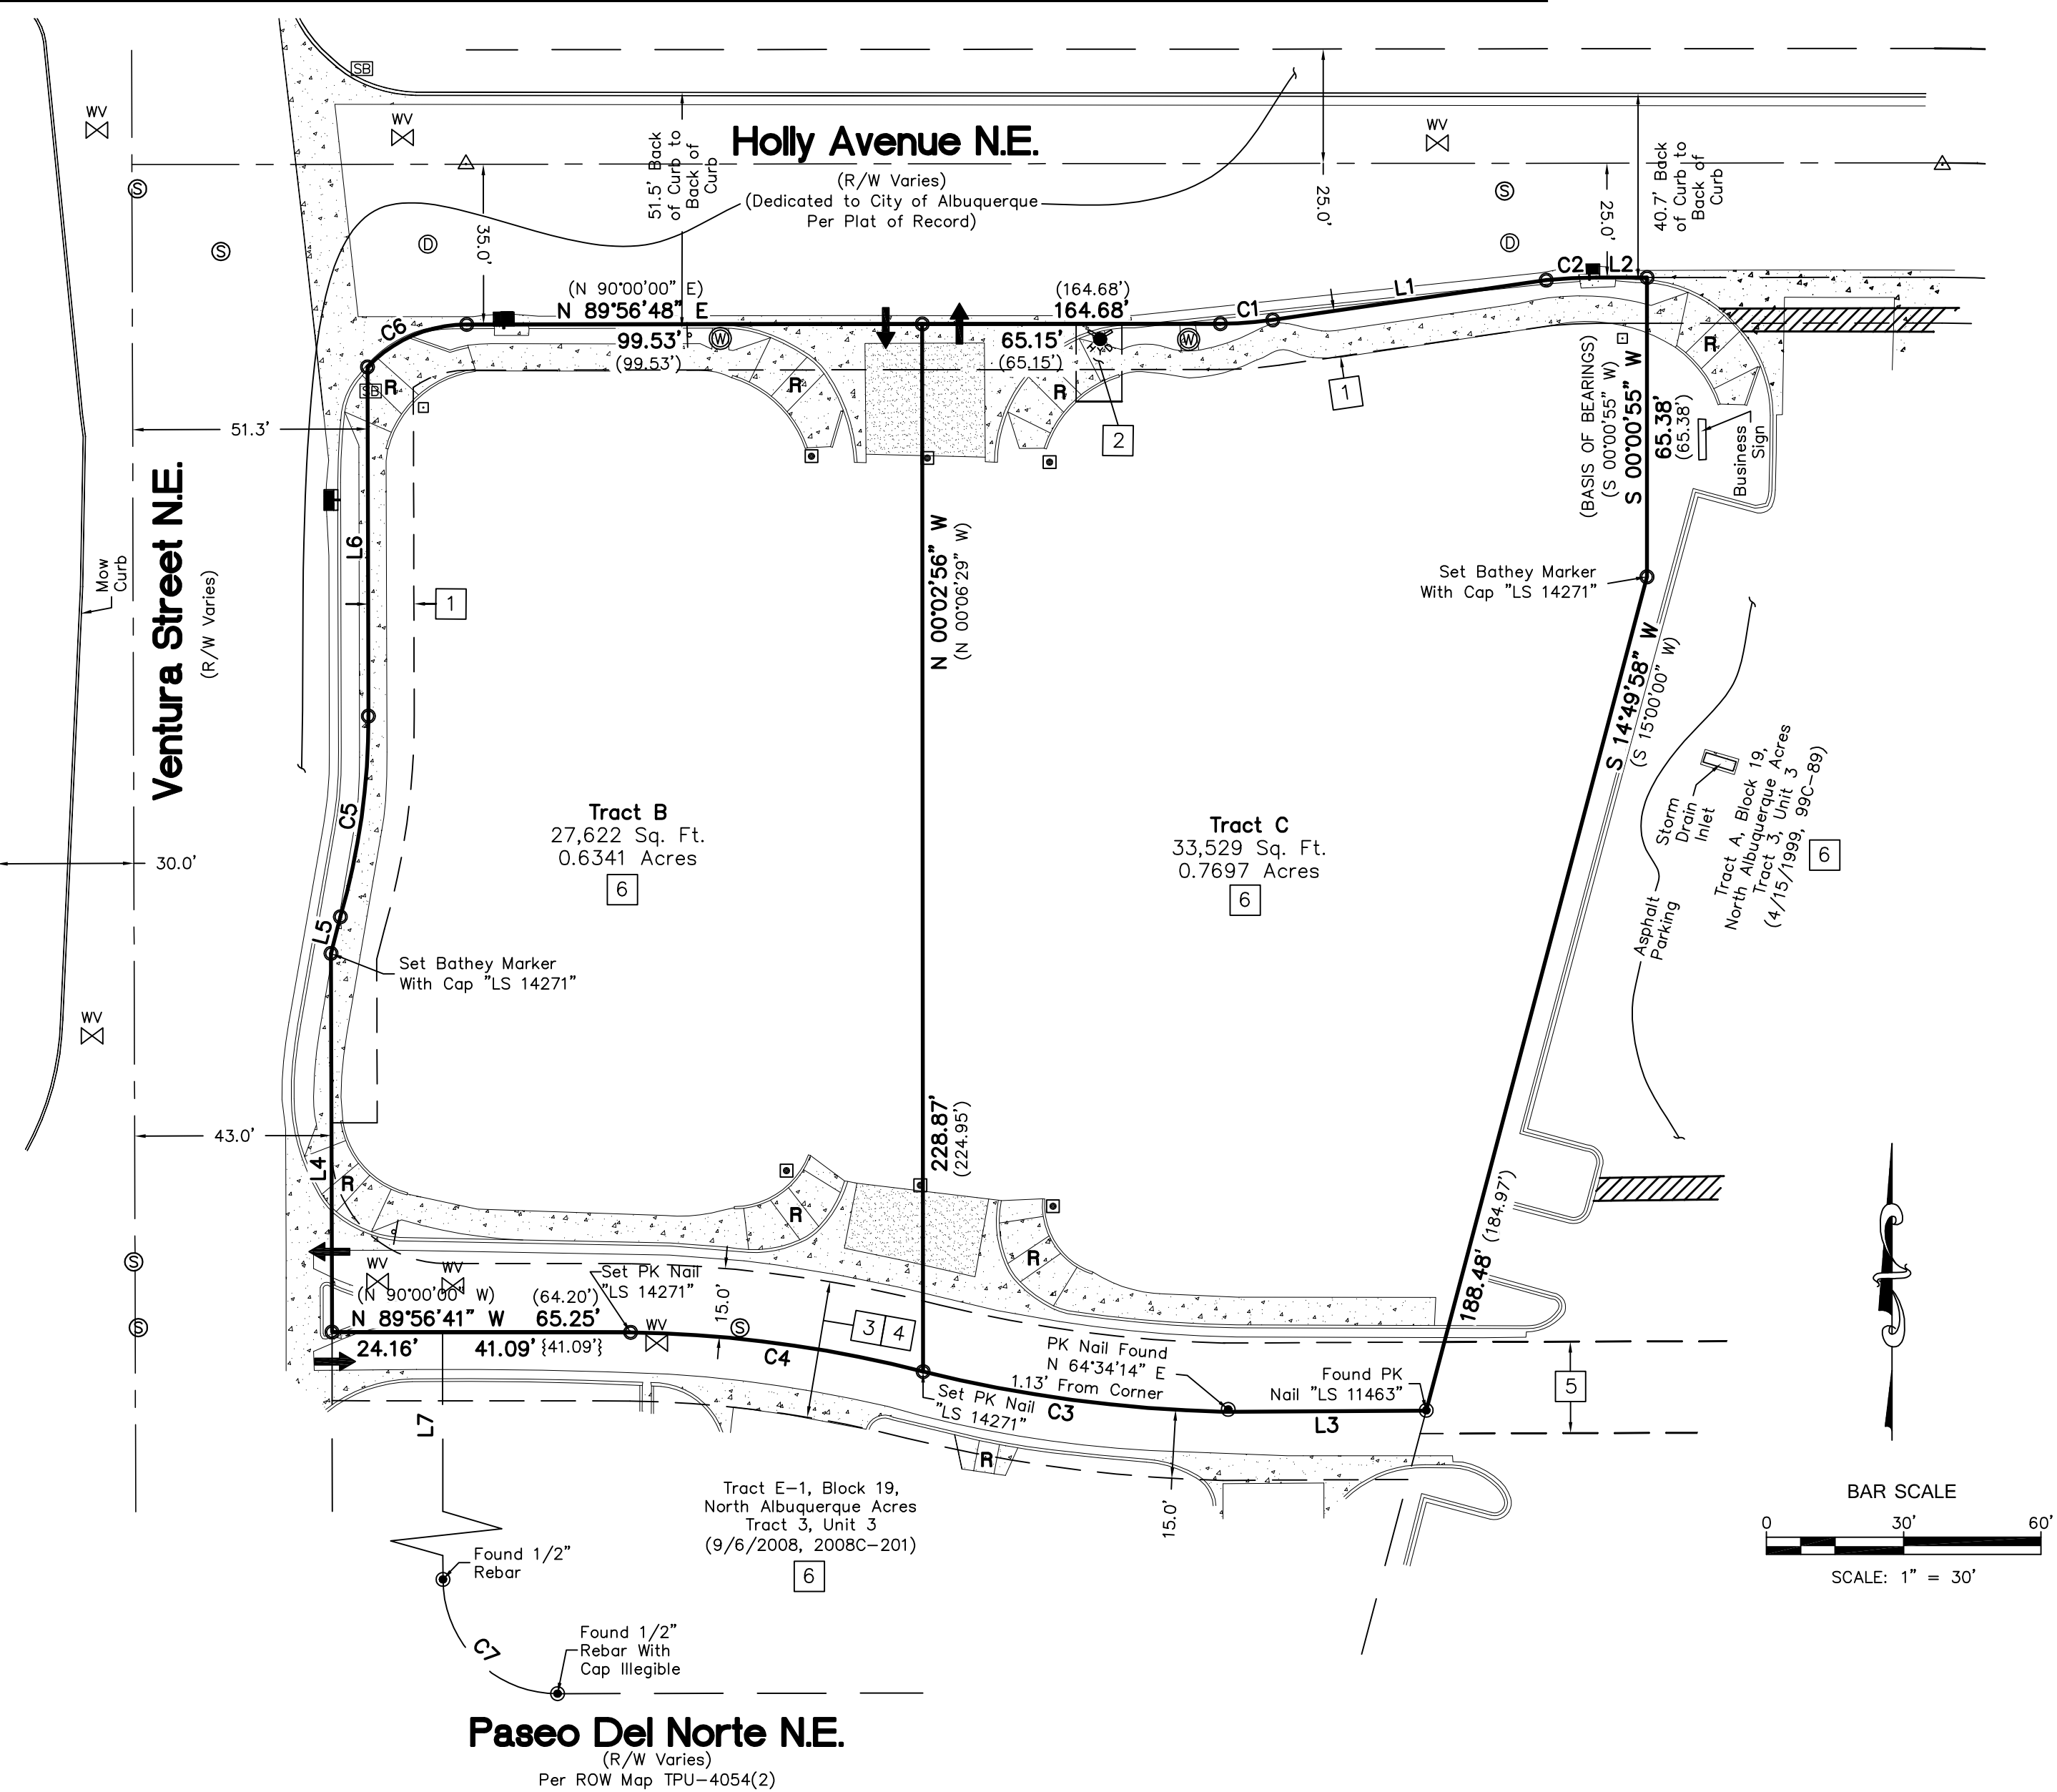 SB
WV
WV
WV
Holly Avenue N.E.
(R/W Varies)
(Dedicated to City of Albuquerque
Per Plat of Record)
51.5' Back
of Curb to
Back of
Curb
40.7' Back
of Curb to
Back of
Curb
25.0'
25.0'
35.0'
S
S
S
D
D
(N 90°00'00" E)
N 89°56'48" E
99.53'
(99.53')
(164.68')
164.68'
65.15'
(65.15')
C6
C1
L1
C2
L2
W
W
HYD
SB
R
R
R
R
1
2
51.3'
(BASIS OF BEARINGS)
(S 00°00'55" W)
S 00°00'55" W
65.38'
(65.38')
Business
Sign
Ventura Street N.E.
(R/W Varies)
Mow
Curb
L6
1
N 00°02'56" W
(N 00°06'29" W)
Set Bathey Marker
With Cap "LS 14271"
S 14°49'58" W
(S 15°00'00" W)
Storm
Drain
Inlet
Tract A, Block 19,
North Albuquerque Acres
Tract 3, Unit 3
(4/15/1999, 99C-89)
6
Asphalt
Parking
C5
30.0'
Tract B
27,622 Sq. Ft.
0.6341 Acres
6
Tract C
33,529 Sq. Ft.
0.7697 Acres
6
L5
Set Bathey Marker
With Cap "LS 14271"
WV
43.0'
L4
R
228.87'
(224.95')
188.48' (184.97')
R
R
S
S
WV
WV
(N 90°00'00" W)
N 89°56'41" W
(64.20')
65.25'
24.16'
41.09' {41.09'}
Set PK Nail
"LS 14271"
WV
15.0'
S
C4
3
4
PK Nail Found
N 64°34'14" E
1.13' From Corner
Found PK
Nail "LS 11463"
Set PK Nail
"LS 14271"
C3
L3
5
L7
R
15.0'
Tract E-1, Block 19,
North Albuquerque Acres
Tract 3, Unit 3
(9/6/2008, 2008C-201)
6
Found 1/2"
Rebar
C7
Found 1/2"
Rebar With
Cap Illegible
BAR SCALE
0 30' 60'
SCALE: 1" = 30'
Paseo Del Norte N.E.
(R/W Varies)
Per ROW Map TPU-4054(2)